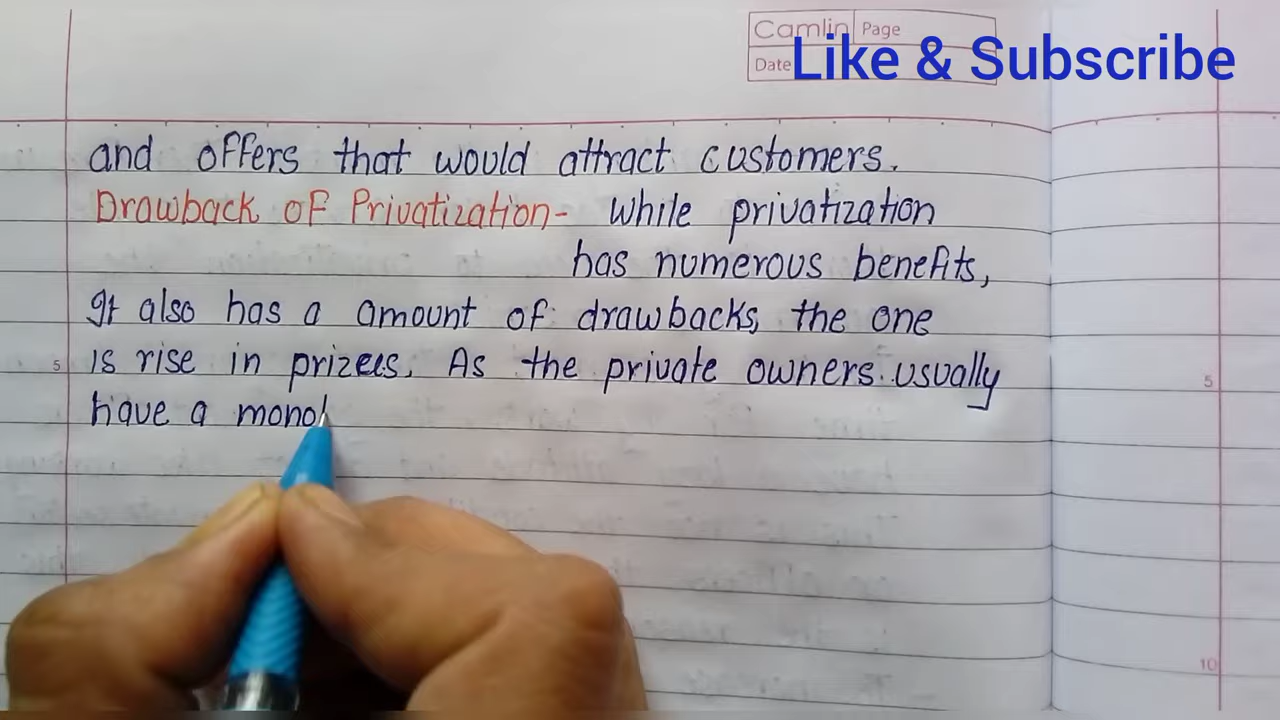 Camlin Page
Date
Like & Subscribe
and offers that would attract customers.
Drawback of Privatization- While privatization
has numerous benefits,
It also has a amount of drawbacks, the one
is rise in prizees. As the private owners usually
5
have a mono
5
10